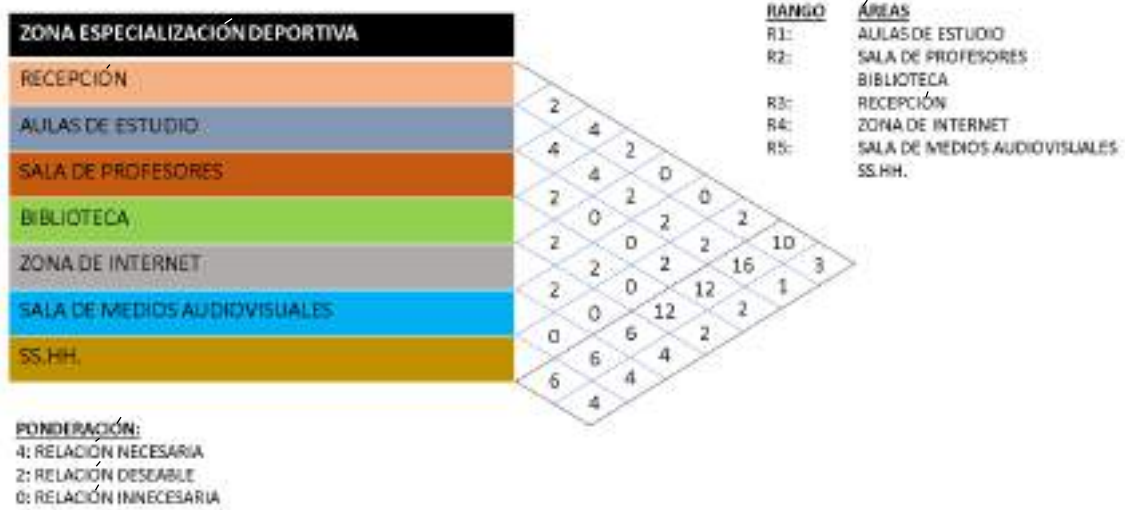 ZONA ESPECIALIZACIÓN DEPORTIVA
RECEPCIÓN
AULAS DE ESTUDIO
SALA DE PROFESORES
BIBLIOTECA
ZONA DE INTERNET
SALA DE MEDIOS AUDIOVISUALES
SS.HH.
2
4
4 2
4 0
2 2 0
0 2 2
2 0 2 10
2 2 16 3
2 0 12 1
0 12 2
0 6 2
6 4
6 4
4
RANGO ÁREAS
R1: AULAS DE ESTUDIO
R2: SALA DE PROFESORES
BIBLIOTECA
R3: RECEPCIÓN
R4: ZONA DE INTERNET
R5: SALA DE MEDIOS AUDIOVISUALES
SS.HH.
PONDERACIÓN:
4: RELACIÓN NECESARIA
2: RELACIÓN DESEABLE
0: RELACIÓN INNECESARIA